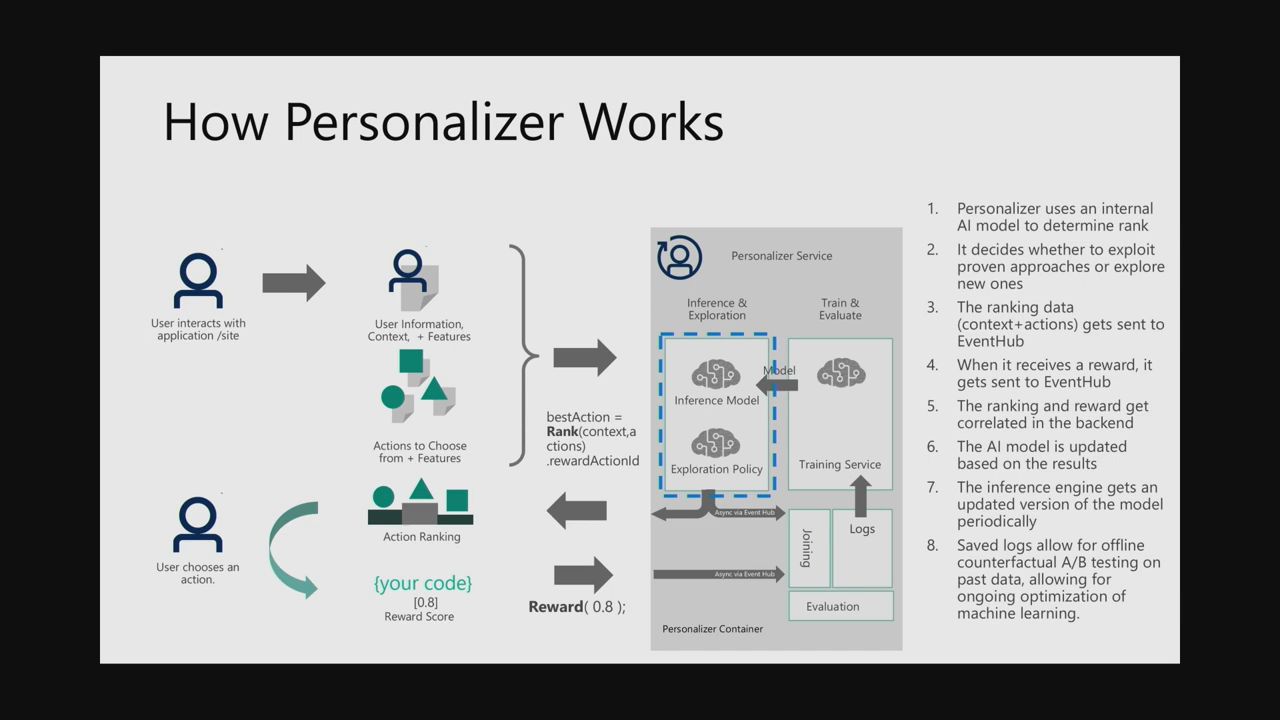 How Personalizer Works
User interacts with
application /site
User Information,
Context,  + Features
Actions to Choose
from + Features
bestAction =
Rank(context,a
ctions)
.rewardActionId
User chooses an
action.
Action Ranking
{your code}
[0.8]
Reward Score
Reward( 0.8 );
Personalizer Service
Inference &
Exploration
Train &
Evaluate
Model
Inference Model
Exploration Policy
Training Service
Async via Event Hub
Joining
Logs
Async via Event Hub
Evaluation
Personalizer Container
1. Personalizer uses an internal
AI model to determine rank
2. It decides whether to exploit
proven approaches or explore
new ones
3. The ranking data
(context+actions) gets sent to
EventHub
4. When it receives a reward, it
gets sent to EventHub
5. The ranking and reward get
correlated in the backend
6. The AI model is updated
based on the results
7. The inference engine gets an
updated version of the model
periodically
8. Saved logs allow for offline
counterfactual A/B testing on
past data, allowing for
ongoing optimization of
machine learning.